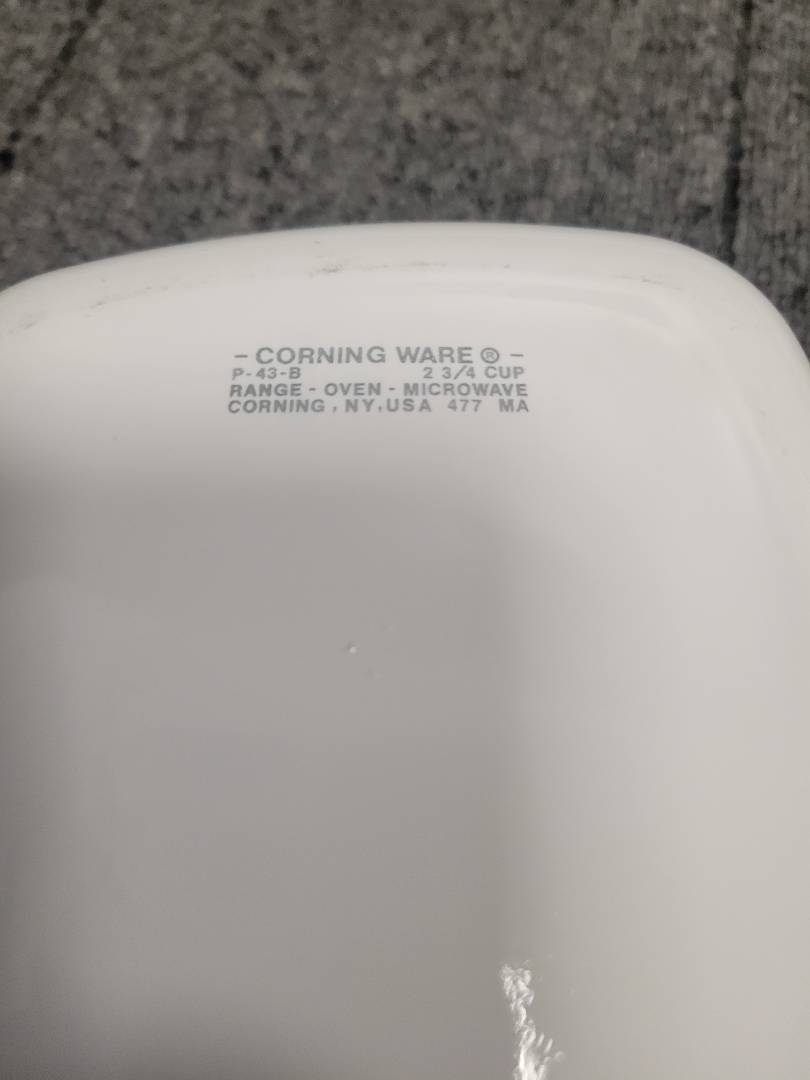 - CORNING WARE ® -
P-43-B 2 3/4 CUP
RANGE - OVEN - MICROWAVE
CORNING, NY, USA 477 MA